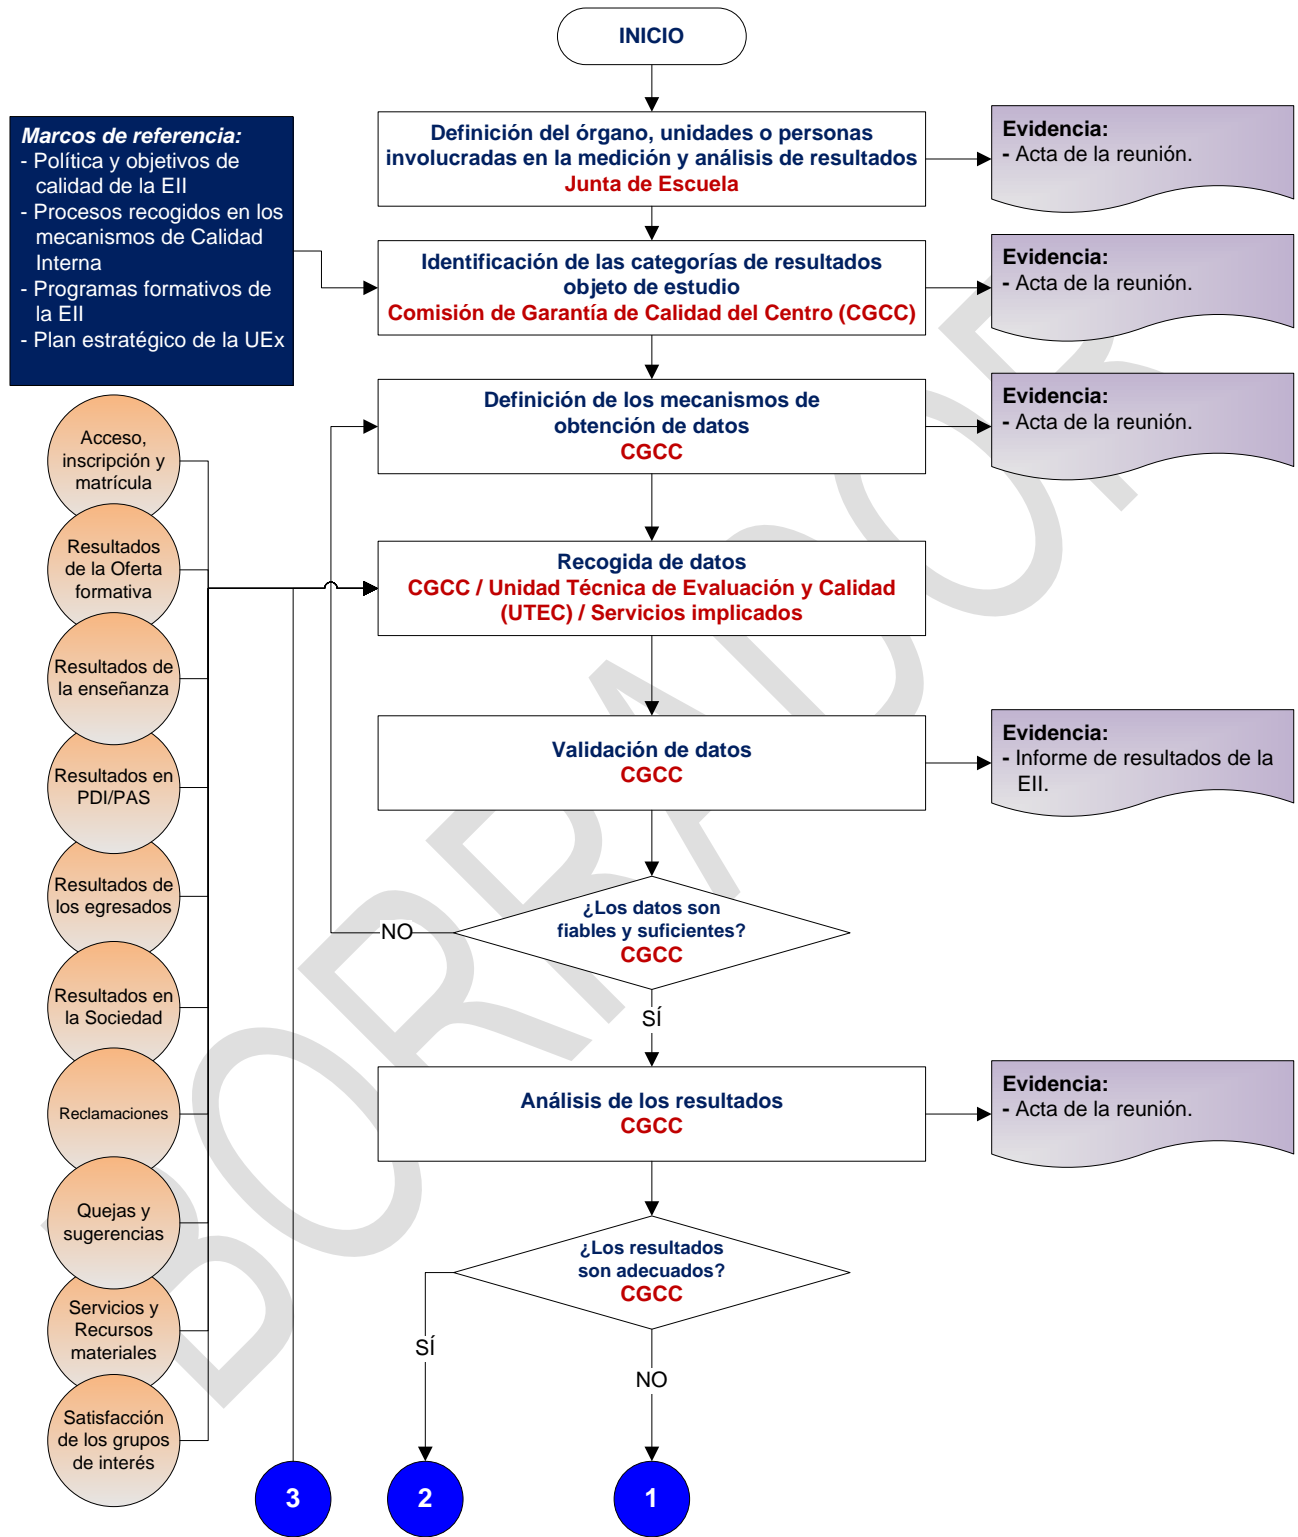 INICIO
Definición del órgano, unidades o personas
involucradas en la medición y análisis de resultados
Junta de Escuela
Evidencia:
- Acta de la reunión.
Marcos de referencia:
- Política y objetivos de
calidad de la EII
- Procesos recogidos en los
mecanismos de Calidad
Interna
- Programas formativos de
la EII
- Plan estratégico de la UEx
Identificación de las categorías de resultados
objeto de estudio
Comisión de Garantía de Calidad del Centro (CGCC)
Evidencia:
- Acta de la reunión.
Definición de los mecanismos de
obtención de datos
CGCC
Evidencia:
- Acta de la reunión.
Acceso,
inscripción y
matrícula
Resultados
de la Oferta
formativa
Resultados de
la enseñanza
Resultados en
PDI/PAS
Resultados de
los egresados
Resultados en
la Sociedad
Reclamaciones
Quejas y
sugerencias
Servicios y
Recursos
materiales
Satisfacción
de los grupos
de interés
Recogida de datos
CGCC / Unidad Técnica de Evaluación y Calidad
(UTEC) / Servicios implicados
Validación de datos
CGCC
Evidencia:
- Informe de resultados de la
EII.
¿Los datos son
fiables y suficientes?
CGCC
NO
SÍ
Análisis de los resultados
CGCC
Evidencia:
- Acta de la reunión.
¿Los resultados
son adecuados?
CGCC
SÍ
NO
3
2
1
BORRADOR